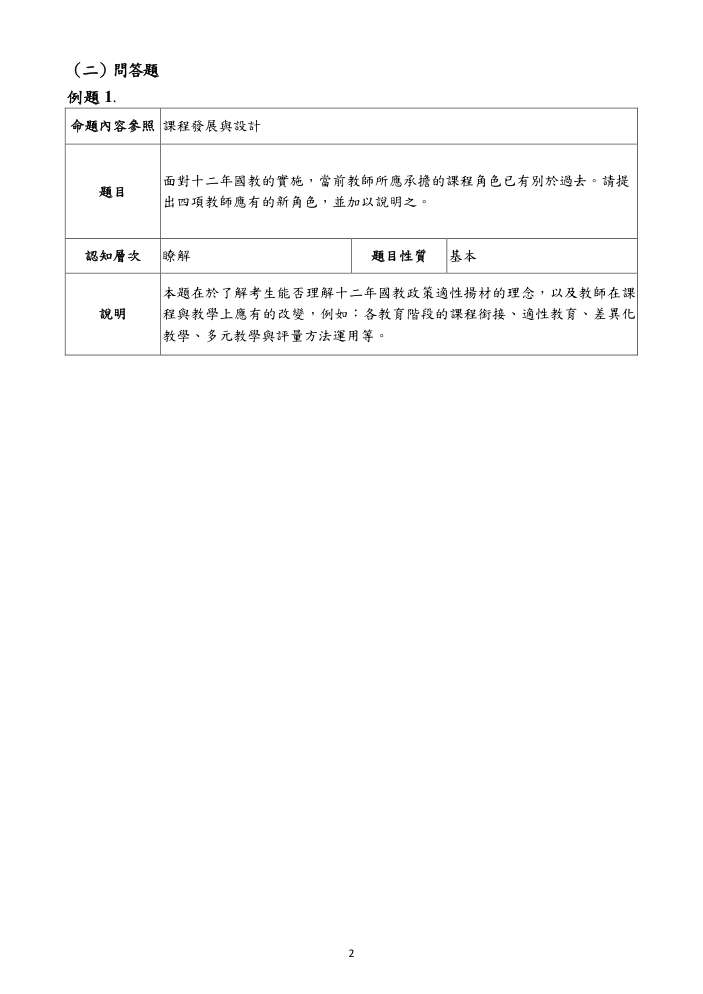 （二）問答題
例題 1.
命題內容參照 課程發展與設計
題目 面對十二年國教的實施，當前教師所應承擔的課程角色已有別於過去。請提
出四項教師應有的新角色，並加以說明之。
認知層次 瞭解 題目性質 基本
說明 本題在於了解考生能否理解十二年國教政策適性揚材的理念，以及教師在課
程與教學上應有的改變，例如：各教育階段的課程銜接、適性教育、差異化
教學、多元教學與評量方法運用等。
2